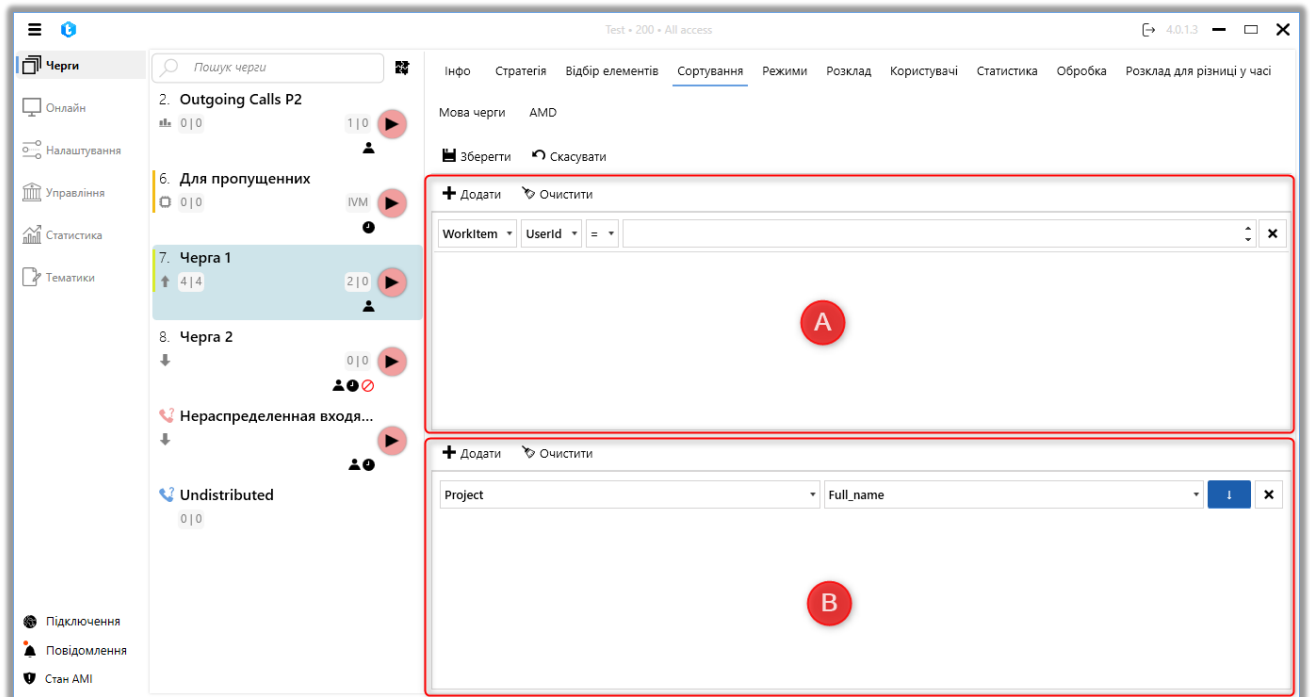 Test • 200 • All access
4.0.1.3
Черги
Онлайн
Налаштування
Управління
Статистика
Тематики
Підключення
Повідомлення
Стан AMI
Пошук черги
2. Outgoing Calls P2
0|0 1|0
6. Для пропущенних
0|0 IVM
7. Черга 1
4|4 2|0
8. Черга 2
0|0
Нераспределенная входя...
Undistributed
0|0
Інфо Стратегія Відбір елементів Сортування Режими Розклад Користувачі Статистика Обробка Розклад для різниці у часі
Мова черги AMD
Зберегти Скасувати
Додати Очистити
WorkItem UserId =
A
Додати Очистити
Project Full_name
B